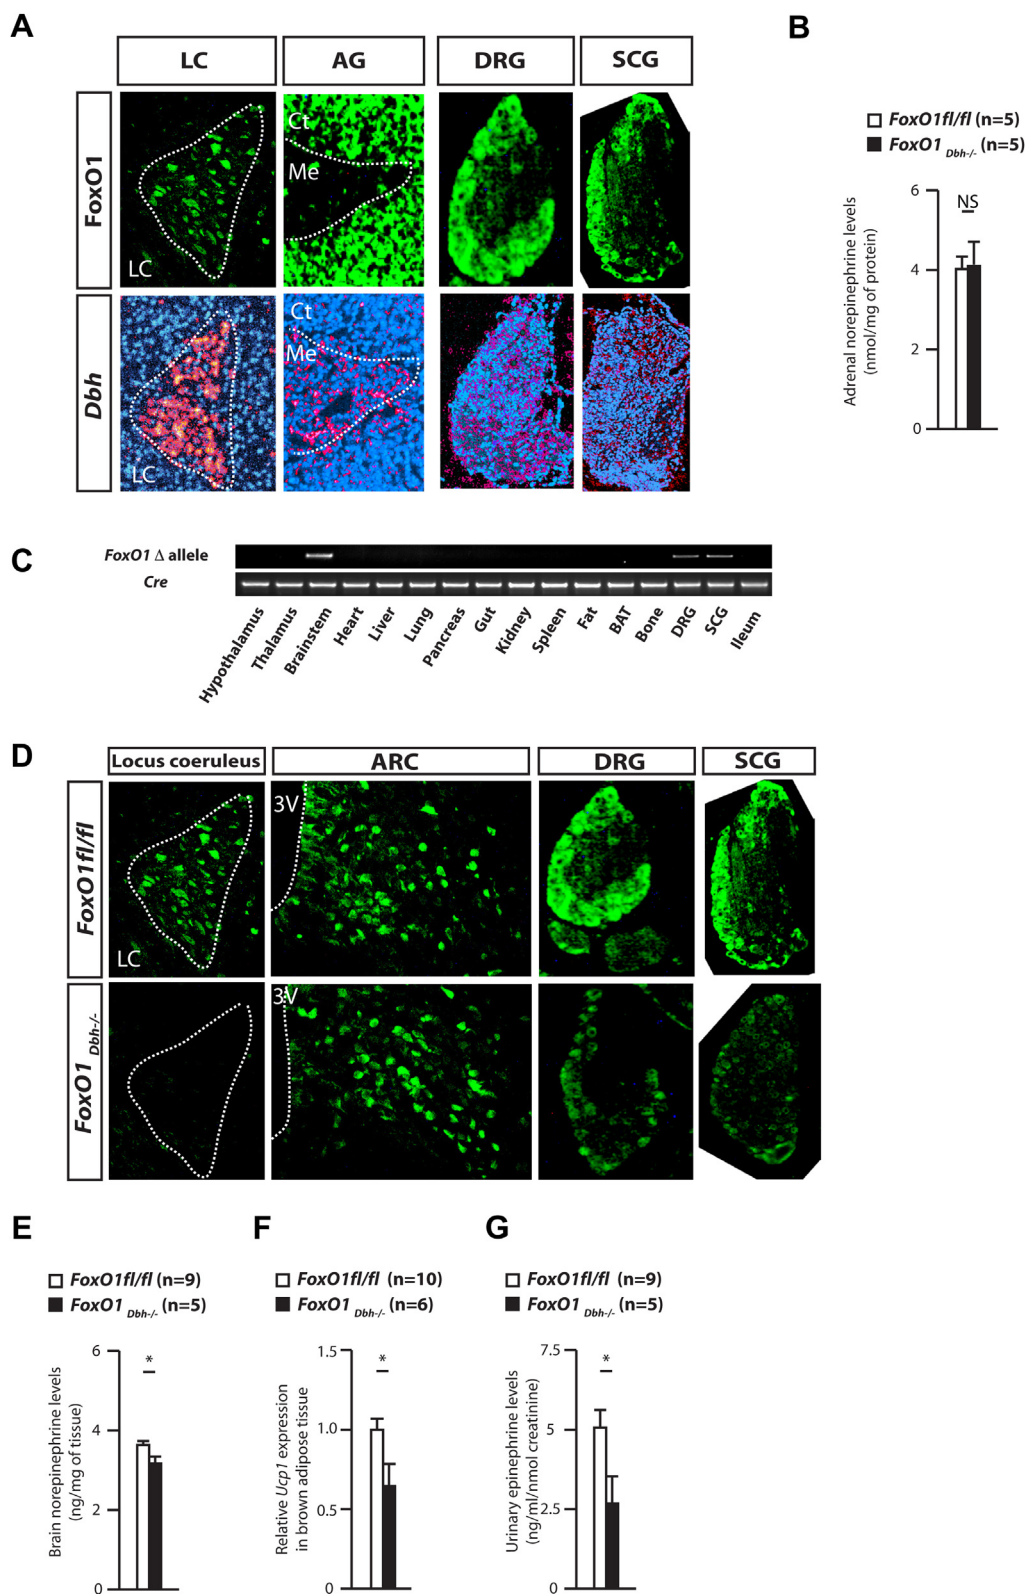 A
LC
AG
DRG
SCG
FoxO1
LC
Ct
Me
Dbh
LC
Ct
Me
B
FoxO1fl/fl (n=5)
FoxO1 Dbh-/- (n=5)
Adrenal norepinephrine levels
(nmol/mg of protein)
6
4
2
0
NS
C
FoxO1 Δ allele
Cre
Hypothalamus
Thalamus
Brainstem
Heart
Liver
Lung
Pancreas
Gut
Kidney
Spleen
Fat
BAT
Bone
DRG
SCG
Ileum
D
Locus coeruleus
ARC
DRG
SCG
FoxO1fl/fl
LC
3V
FoxO1 Dbh-/-
3V
E
FoxO1fl/fl (n=9)
FoxO1 Dbh-/- (n=5)
Brain norepinephrine levels
(ng/mg of tissue)
6
4
2
0
*
F
FoxO1fl/fl (n=10)
FoxO1 Dbh-/- (n=6)
Relative Ucp1 expression
in brown adipose tissue
1.5
1.0
0.5
0
*
G
FoxO1fl/fl (n=9)
FoxO1 Dbh-/- (n=5)
Urinary epinephrine levels
(ng/ml/nmol creatinine)
7.5
5
2.5
0
*